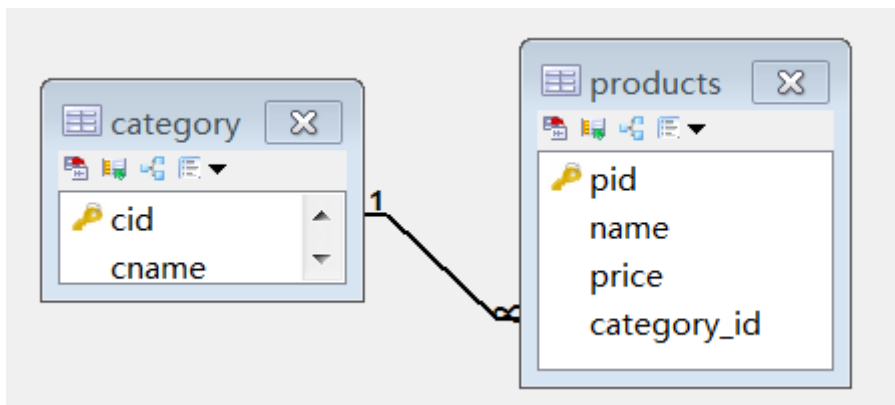 category
cid
cname
1
∞
products
pid
name
price
category_id